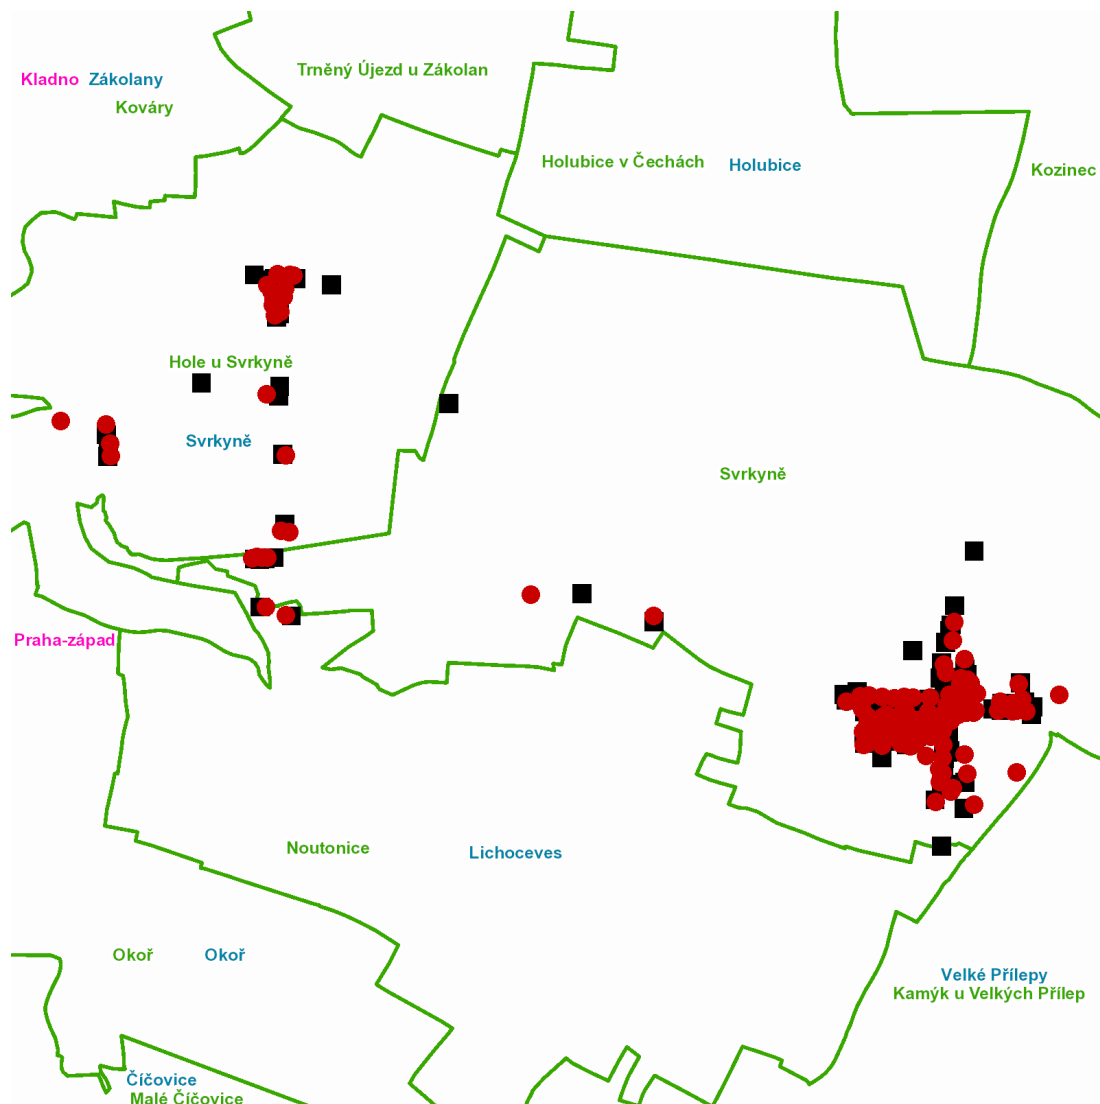 Trněný Újezd u Zákolan
Kladno Zákolany
Kováry
Holubice v Čechách Holubice
Kozinec
Hole u Svrkyně
Svrkyně
Svrkyně
Praha-západ
Noutonice
Lichoceves
Okoř Okoř
Velké Přílepy
Kamýk u Velkých Přílep
Číčovice
Malé Číčovice